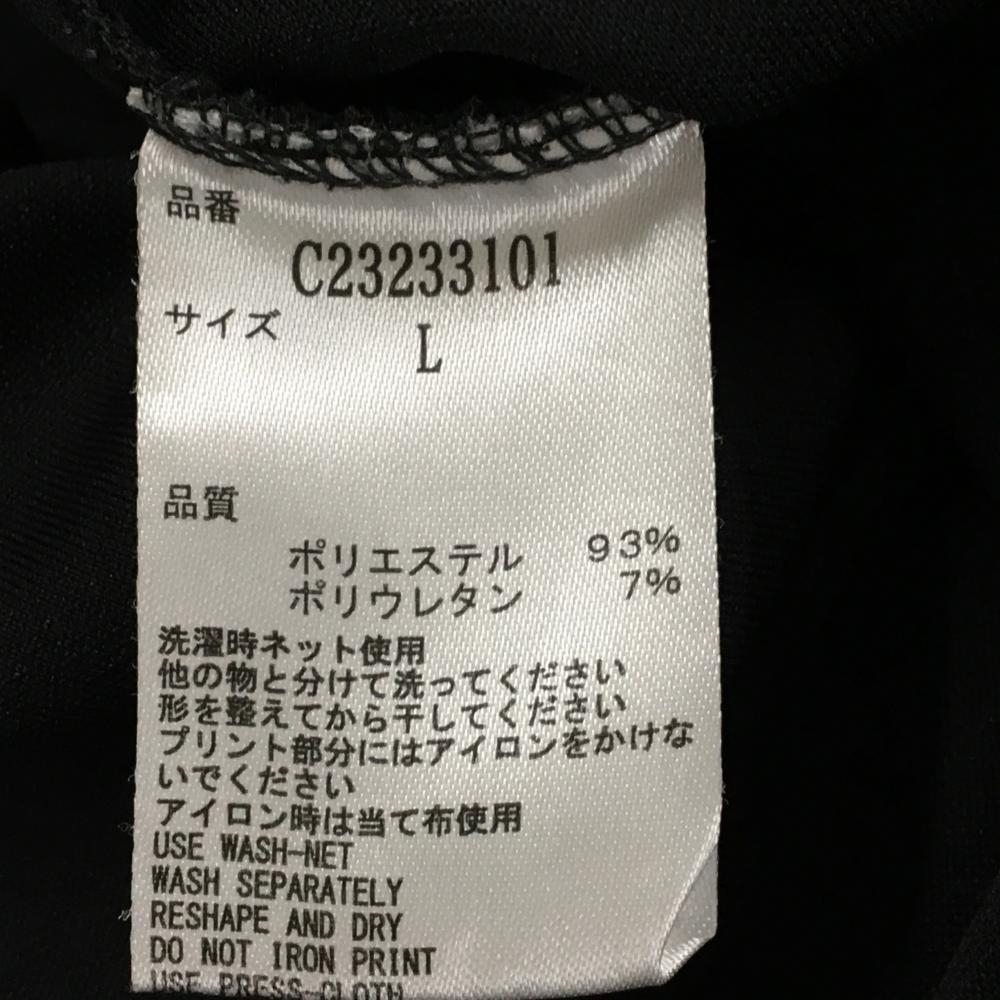 品番
C23233101
サイズ
L
品質
ポリエステル 93%
ポリウレタン 7%
洗濯時ネット使用
他の物と分けて洗ってください
形を整えてから干してください
プリント部分にはアイロンをかけな
いでください
アイロン時は当て布使用
USE WASH-NET
WASH SEPARATELY
RESHAPE AND DRY
DO NOT IRON PRINT
USE PRESS-CLOTH